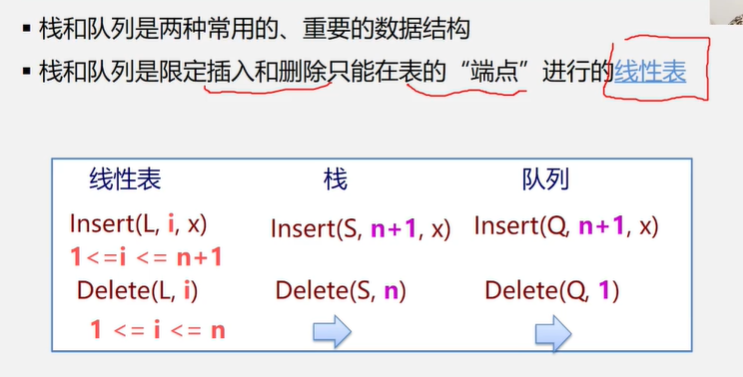 ▪ 栈和队列是两种常用的、重要的数据结构
▪ 栈和队列是限定插入和删除只能在表的“端点”进行的线性表
线性表 栈 队列
Insert(L, i, x) Insert(S, n+1, x) Insert(Q, n+1, x)
1<=i <= n+1
Delete(L, i) Delete(S, n) Delete(Q, 1)
1 <= i <= n